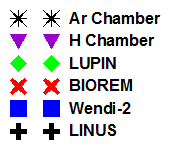 Ar Chamber
H Chamber
LUPIN
BIOREM
Wendi-2
LINUS